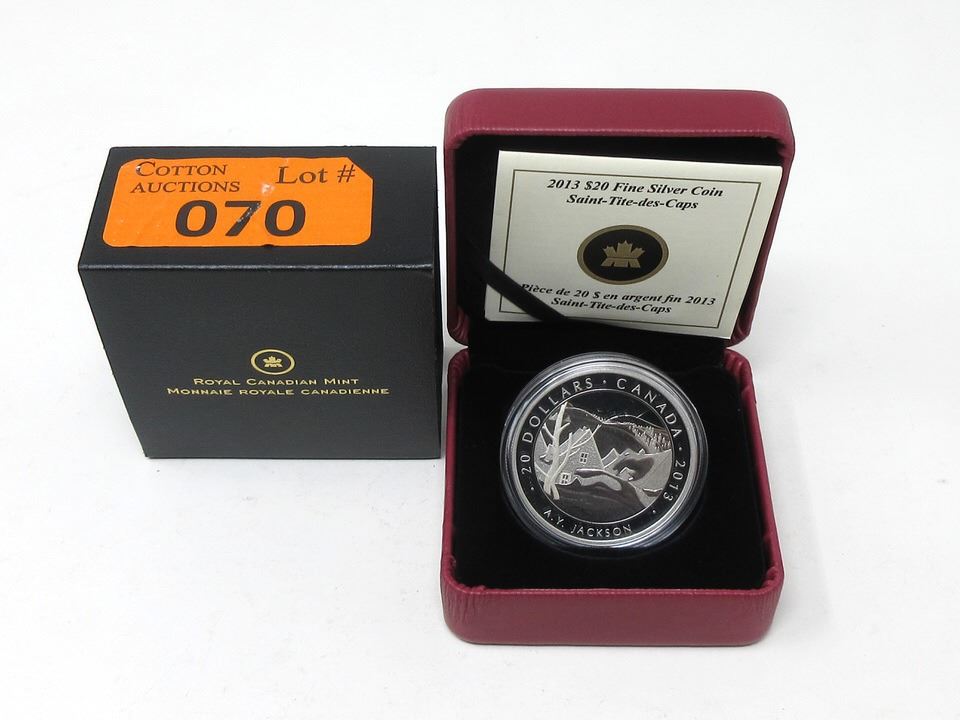 COTTON
AUCTIONS
Lot #
070
ROYAL CANADIAN MINT
MONNAIE ROYALE CANADIENNE
2013 $20 Fine Silver Coin
Saint-Tite-des-Caps
Pièce de 20 $ en argent fin 2013
Saint-Tite-des-Caps
20 DOLLARS · CANADA · 2013 ·
A.Y. JACKSON